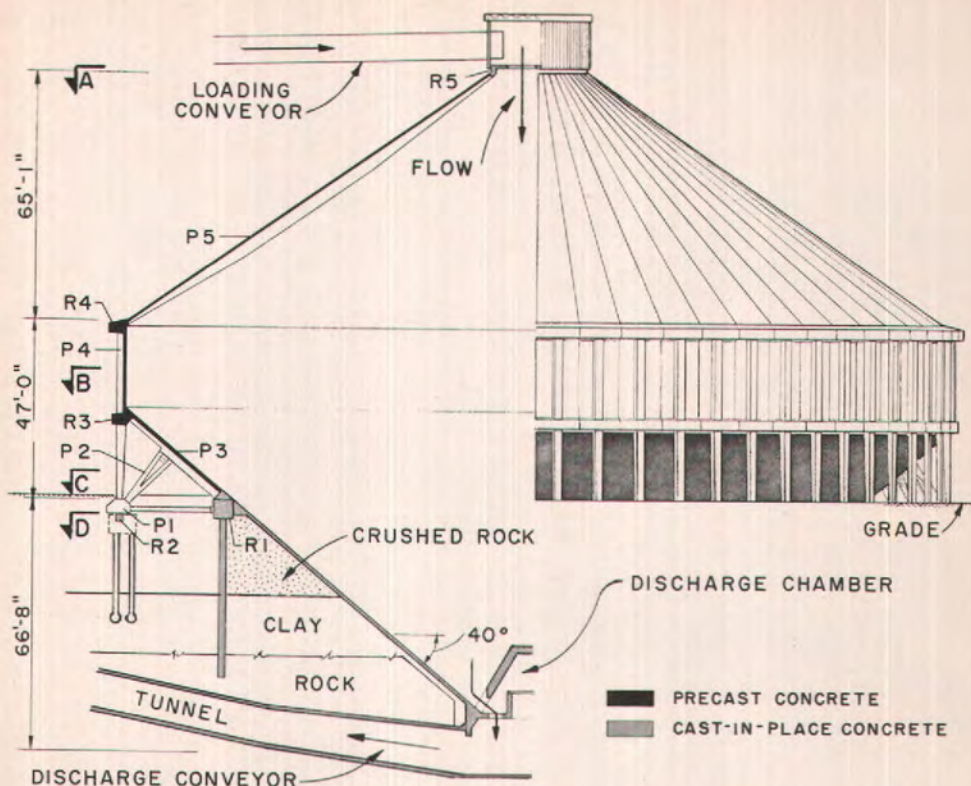 A
LOADING
CONVEYOR
R5
FLOW
65'-1"
P5
R4
P4
B
47'-0"
R3
P2
P3
C
D
P1
R2
R1
GRADE
CRUSHED ROCK
DISCHARGE CHAMBER
66'-8"
CLAY
40°
ROCK
TUNNEL
PRECAST CONCRETE
CAST-IN-PLACE CONCRETE
DISCHARGE CONVEYOR